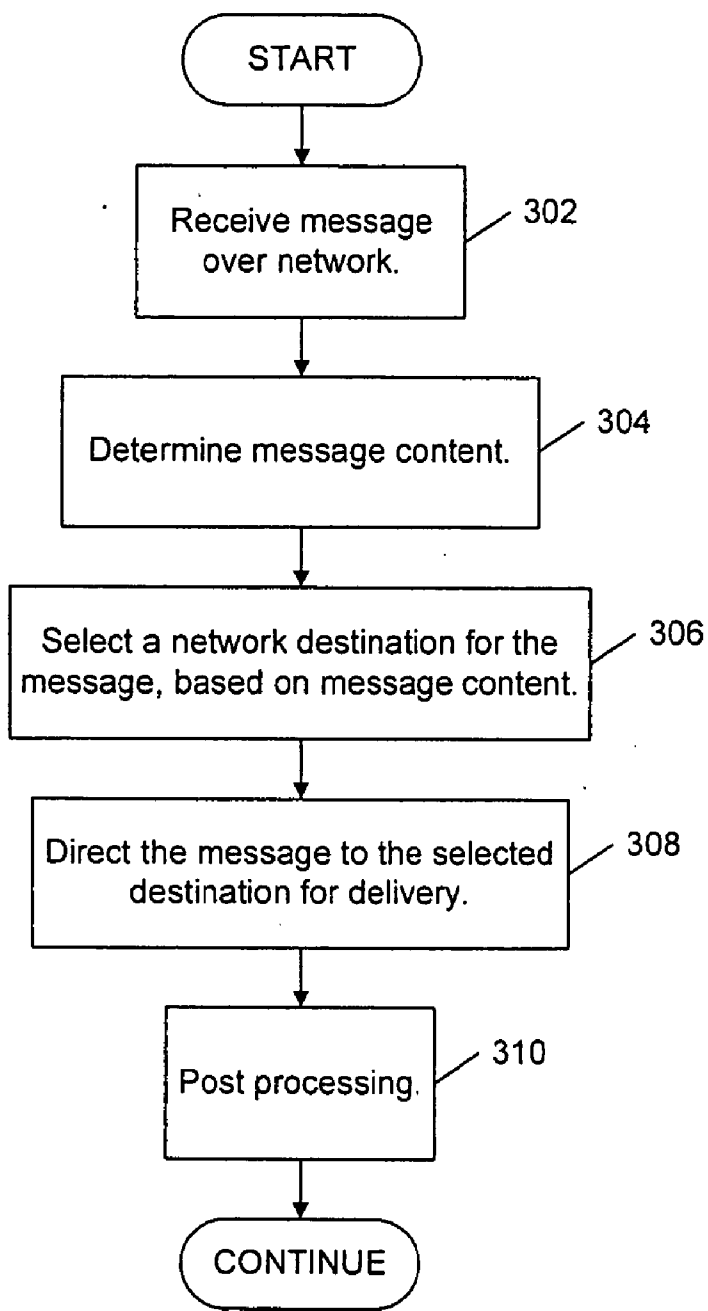 START
Receive message
over network.
302
Determine message content.
304
Select a network destination for the
message, based on message content.
306
Direct the message to the selected
destination for delivery.
308
Post processing.
310
CONTINUE